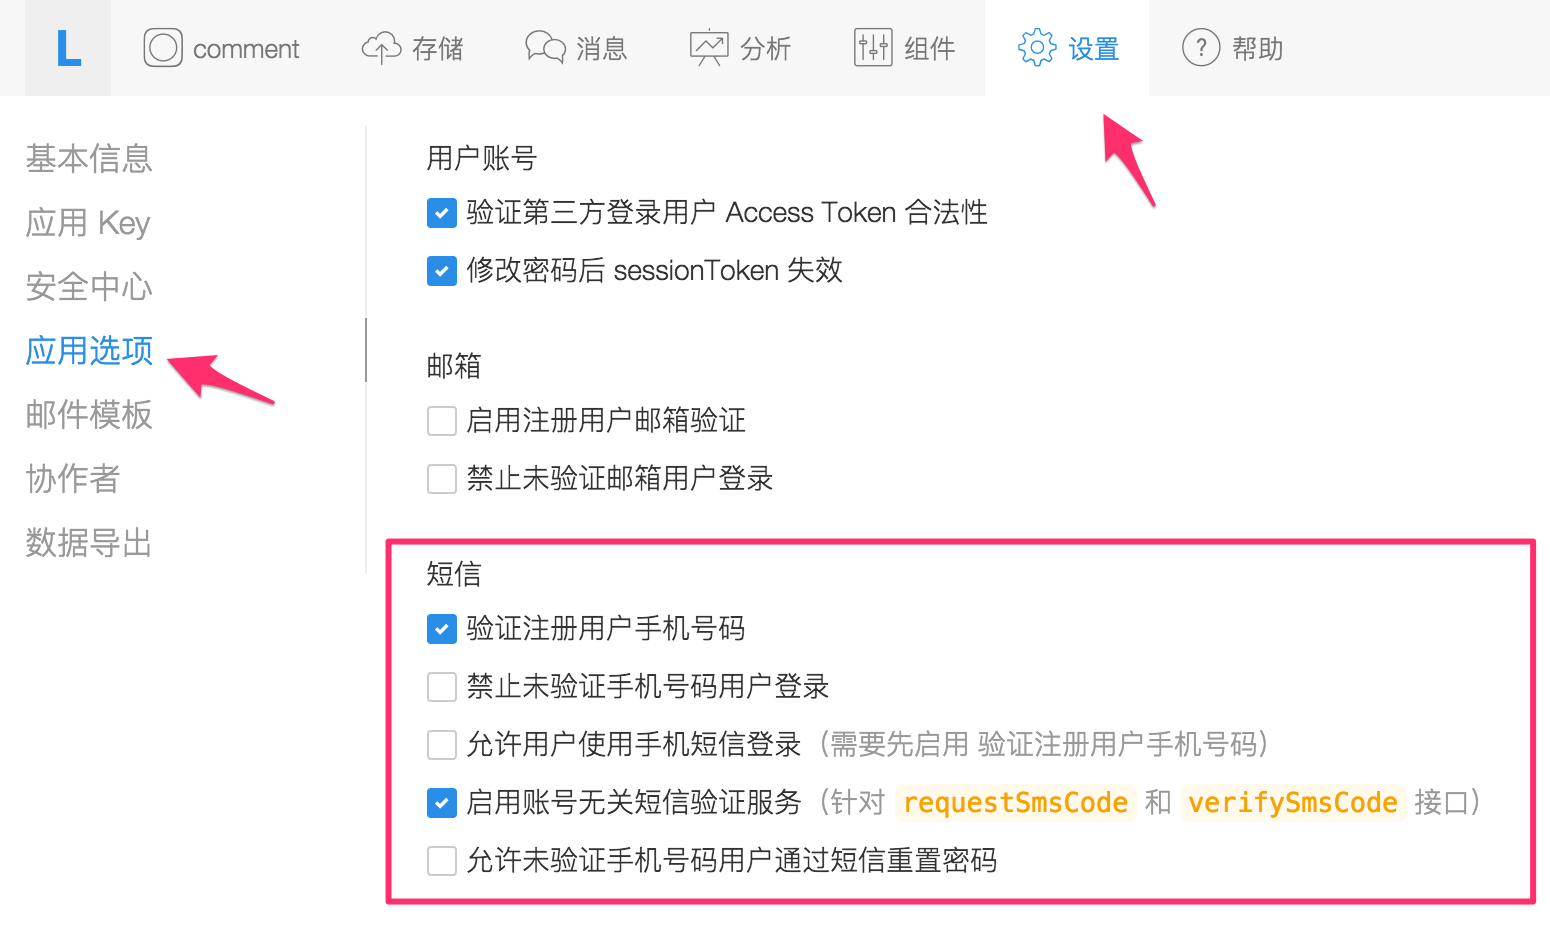 L comment 存储 消息 分析 组件 设置 ? 帮助
基本信息
应用 Key
安全中心
应用选项
邮件模板
协作者
数据导出
用户账号
验证第三方登录用户 Access Token 合法性
修改密码后 sessionToken 失效
邮箱
启用注册用户邮箱验证
禁止未验证邮箱用户登录
短信
验证注册用户手机号码
禁止未验证手机号码用户登录
允许用户使用手机短信登录（需要先启用 验证注册用户手机号码）
启用账号无关短信验证服务（针对 requestSmsCode 和 verifySmsCode 接口）
允许未验证手机号码用户通过短信重置密码